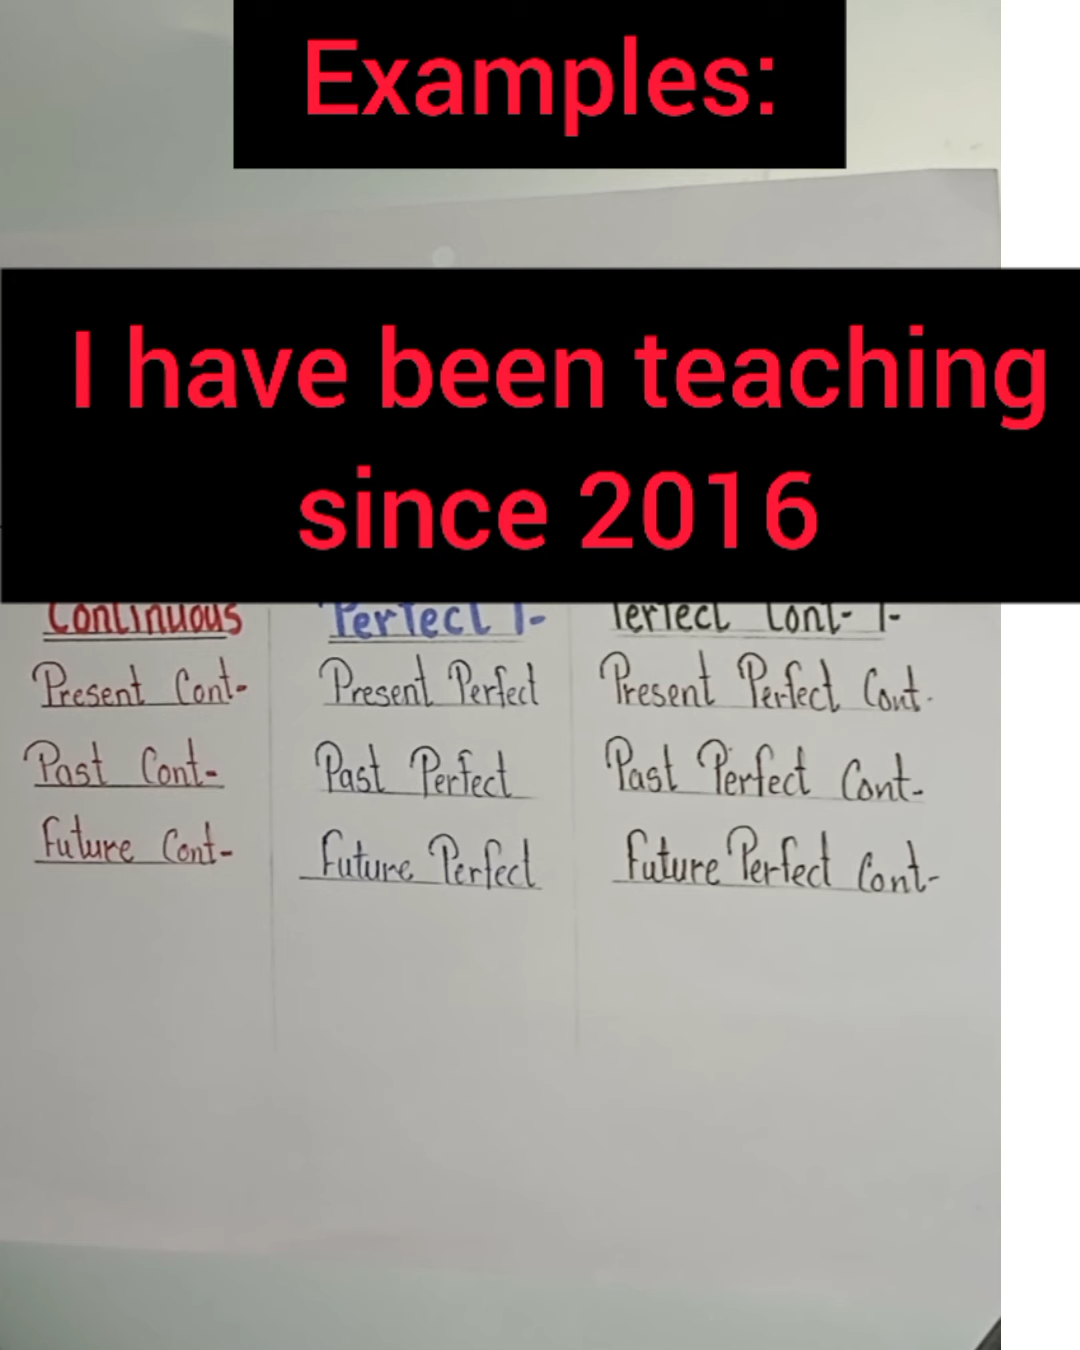 Examples:
I have been teaching
since 2016
Continuous Perfect T- Perfect Cont- T-
Present Cont- Present Perfect Present Perfect Cont.
Past Cont- Past Perfect Past Perfect Cont-
Future Cont- Future Perfect Future Perfect Cont-